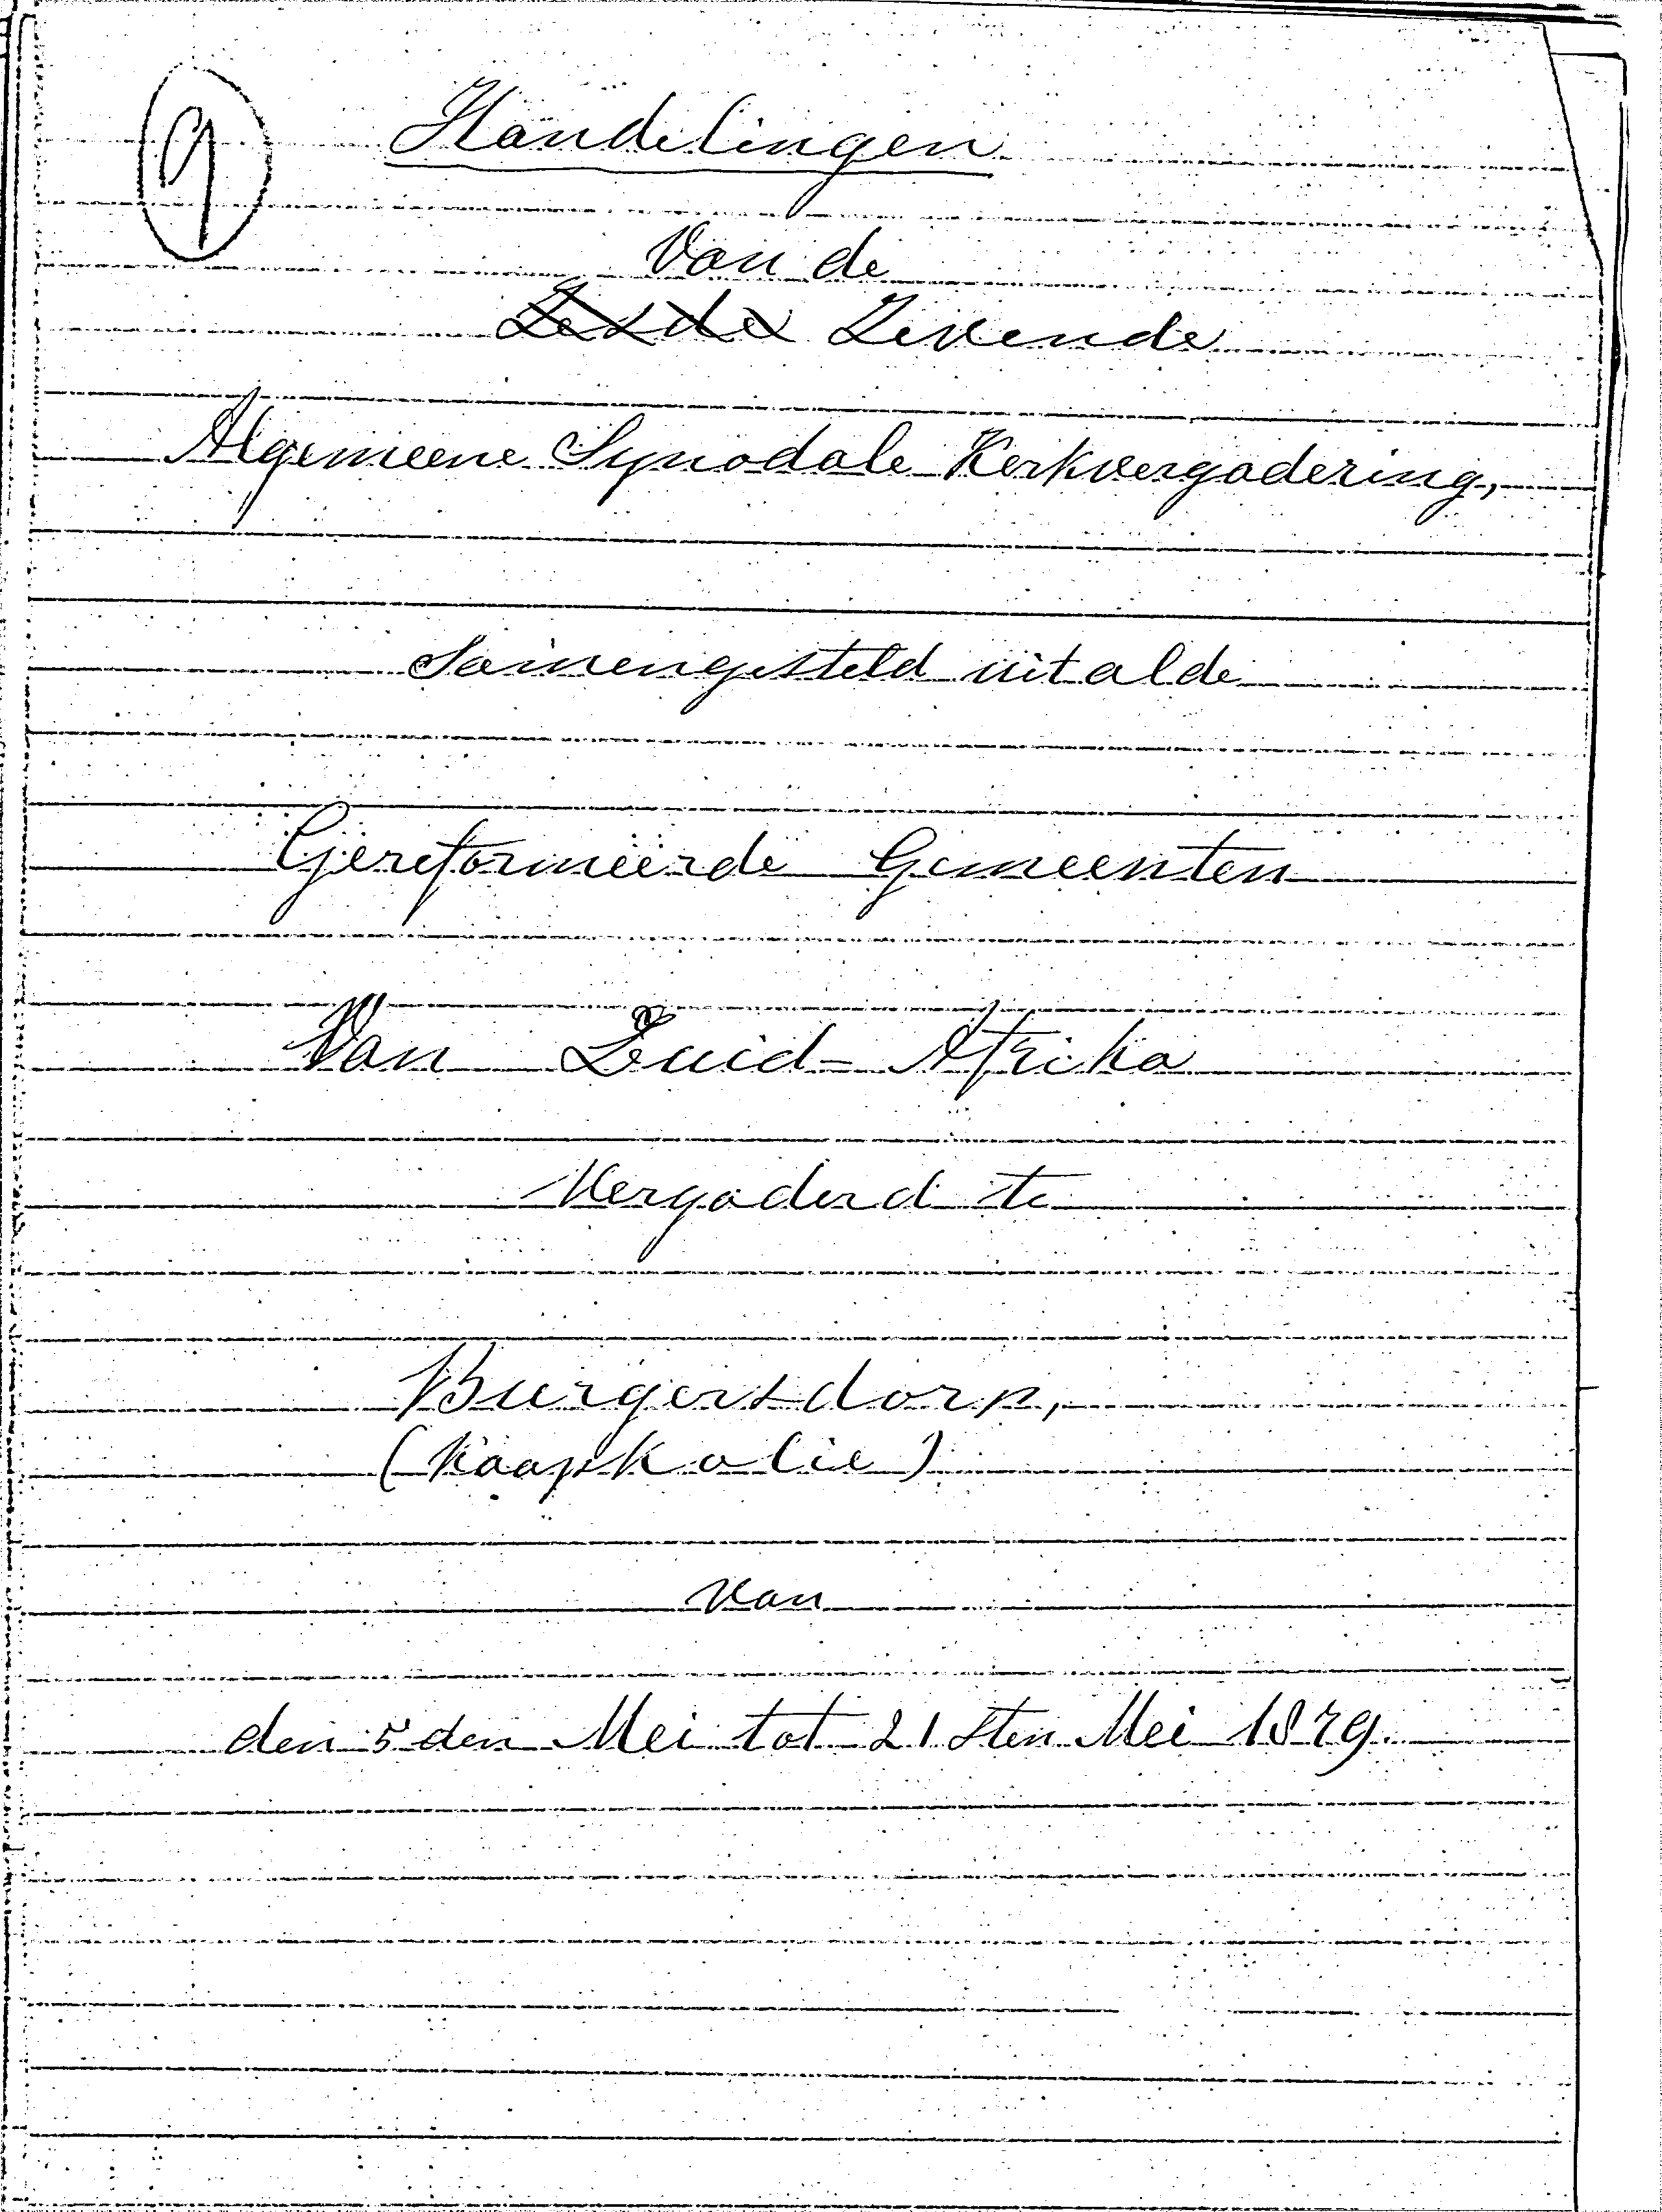 9 Handelingen
Van de
Zesde Zevende
Algemeene Synodale Kerkvergadering,
Samengesteld uit al de
Gereformeerde Gemeenten
Van Zuid-Afrika
Vergaderd te
Burgersdorp,
(Kaapkolie)
van
den 5den Mei tot 21sten Mei 1879.